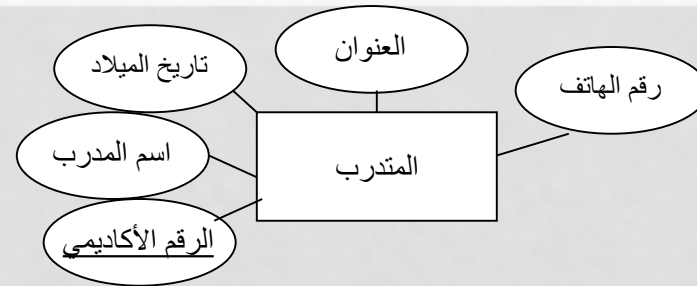 العنوان
تاريخ الميلاد
رقم الهاتف
اسم المدرب
المتدرب
الرقم الأكاديمي